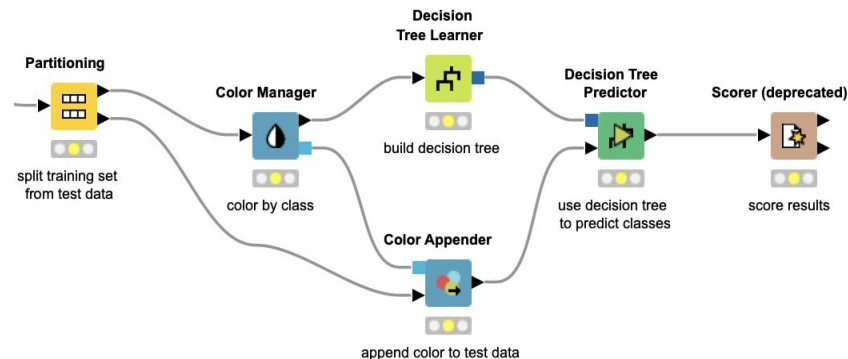 Decision
Tree Learner
Partitioning
Color Manager
Decision Tree
Predictor
Scorer (deprecated)
build decision tree
split training set
from test data
color by class
use decision tree
to predict classes
score results
Color Appender
append color to test data